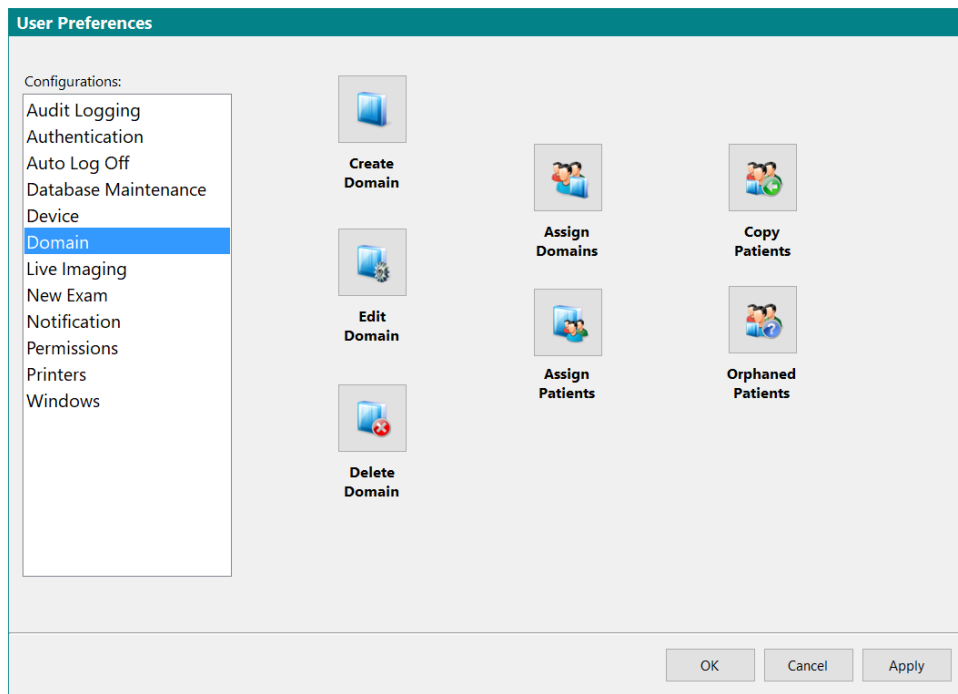 User Preferences
Configurations:
Audit Logging
Authentication
Auto Log Off
Database Maintenance
Device
Domain
Live Imaging
New Exam
Notification
Permissions
Printers
Windows
Create
Domain
Edit
Domain
Delete
Domain
Assign
Domains
Assign
Patients
Copy
Patients
Orphaned
Patients
OK
Cancel
Apply